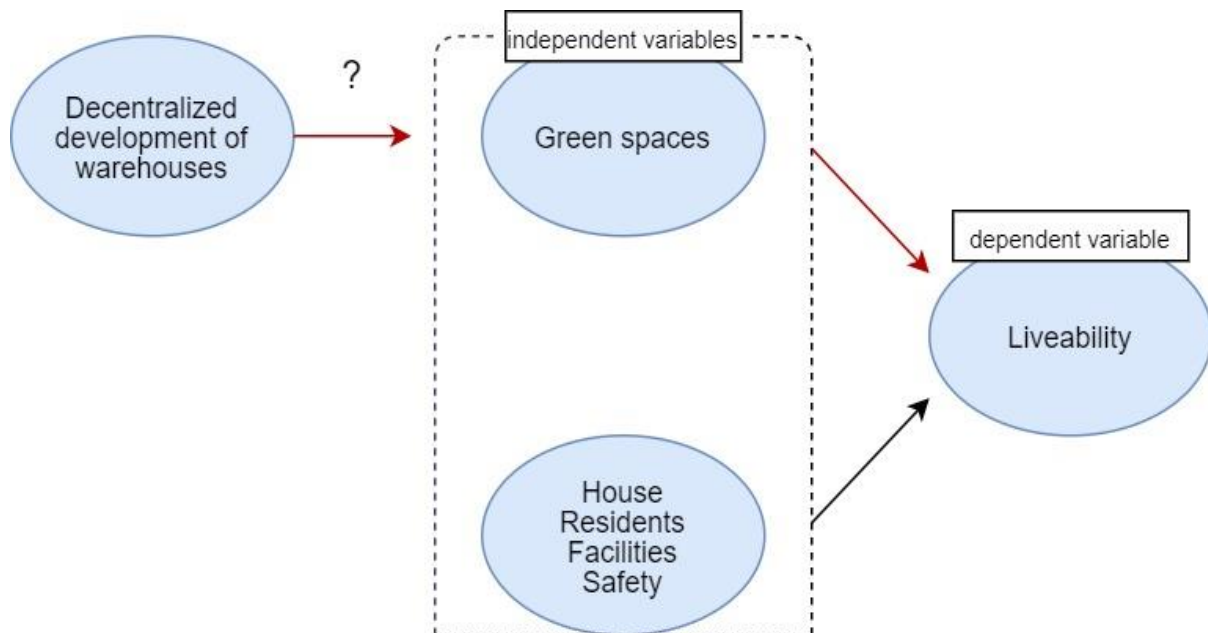 independent variables
?
Decentralized
development of
warehouses
Green spaces
dependent variable
Liveability
House
Residents
Facilities
Safety